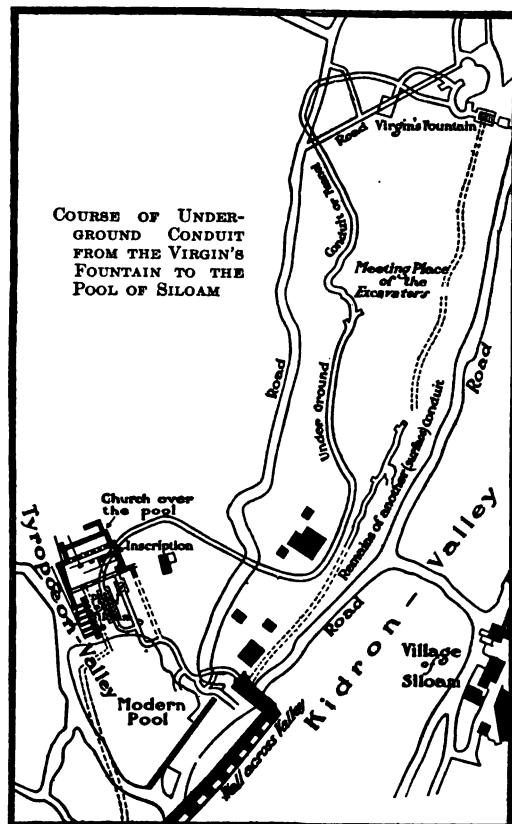 Road
Virgin's Fountain
COURSE OF UNDER-
GROUND CONDUIT
FROM THE VIRGIN'S
FOUNTAIN TO THE
POOL OF SILOAM
Conduit or Tunnel
Meeting Place
of the
Excavators
Road
Road
Under Ground
Remains of another (surface) Conduit
Church over
the pool
Inscription
Tyropœon Valley
Road
Kidron - Valley
Village
of
Siloam
Modern
Pool
Wall across Valley